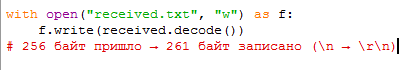 with open("received.txt", "w") as f:
    f.write(received.decode())
# 256 байт пришло → 261 байт записано (\n → \r\n)